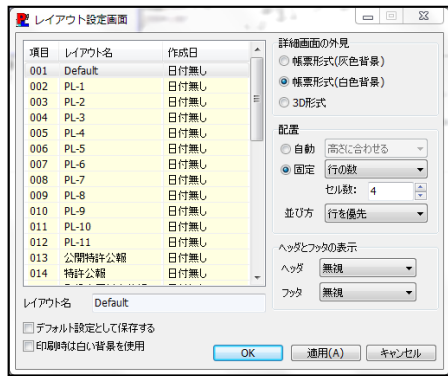 レイアウト設定画面
項目 レイアウト名 作成日
001 Default 日付無し
002 PL-1 日付無し
003 PL-2 日付無し
004 PL-3 日付無し
005 PL-4 日付無し
006 PL-5 日付無し
007 PL-6 日付無し
008 PL-7 日付無し
009 PL-8 日付無し
010 PL-9 日付無し
011 PL-10 日付無し
012 PL-11 日付無し
013 公開特許公報 日付無し
014 特許公報 日付無し
レイアウト名 Default
デフォルト設定として保存する
印刷時は白い背景を使用
詳細画面の外見
帳票形式(灰色背景)
帳票形式(白色背景)
3D形式
配置
自動 高さに合わせる
固定 行の数
セル数: 4
並び方 行を優先
ヘッダとフッタの表示
ヘッダ 無視
フッタ 無視
OK 適用(A) キャンセル